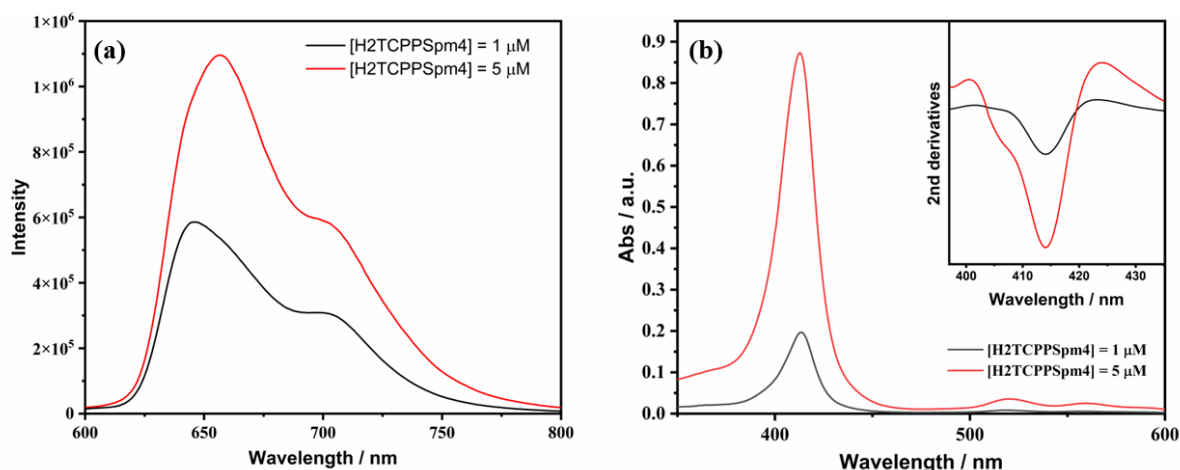 (a)
[H2TCPPSpm4] = 1 μM
[H2TCPPSpm4] = 5 μM
1×10⁶
1×10⁶
8×10⁵
6×10⁵
4×10⁵
2×10⁵
0
Intensity
600 650 700 750 800
Wavelength / nm
(b)
0.9
0.8
0.7
0.6
0.5
0.4
0.3
0.2
0.1
0.0
Abs / a.u.
400 500 600
Wavelength / nm
2nd derivatives
400 410 420 430
Wavelength / nm
[H2TCPPSpm4] = 1 μM
[H2TCPPSpm4] = 5 μM